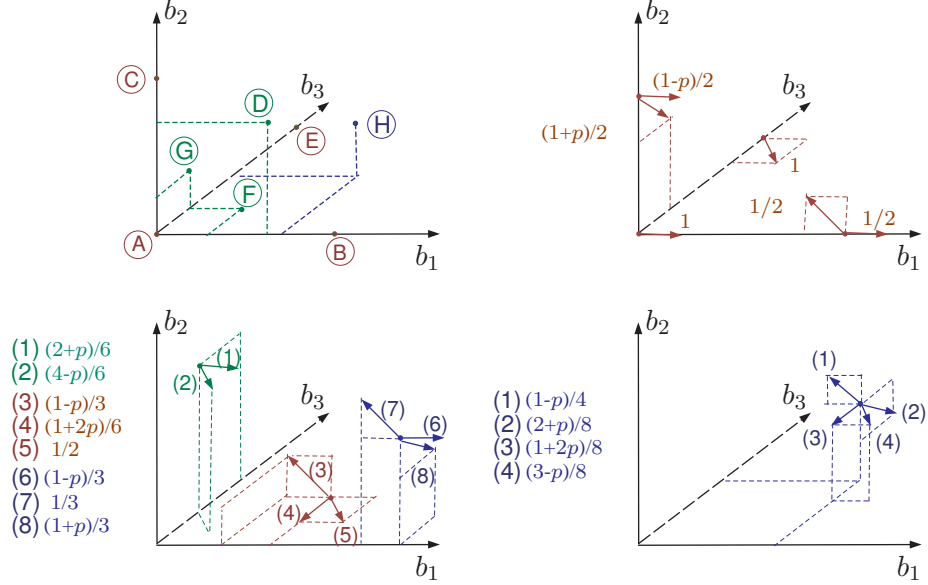 b₂
C
b₃
D
H
E
G
F
A
B
b₁
b₂
(1-p)/2
b₃
(1+p)/2
1
1/2
1/2
1
b₁
b₂
(1) (2+p)/6
(2) (4-p)/6
(3) (1-p)/3
(4) (1+2p)/6
(5) 1/2
(6) (1-p)/3
(7) 1/3
(8) (1+p)/3
(1)
(2)
b₃
(7)
(6)
(3)
(8)
(4)
(5)
b₁
b₂
(1) (1-p)/4
(2) (2+p)/8
(3) (1+2p)/8
(4) (3-p)/8
(1)
b₃
(2)
(3)
(4)
b₁